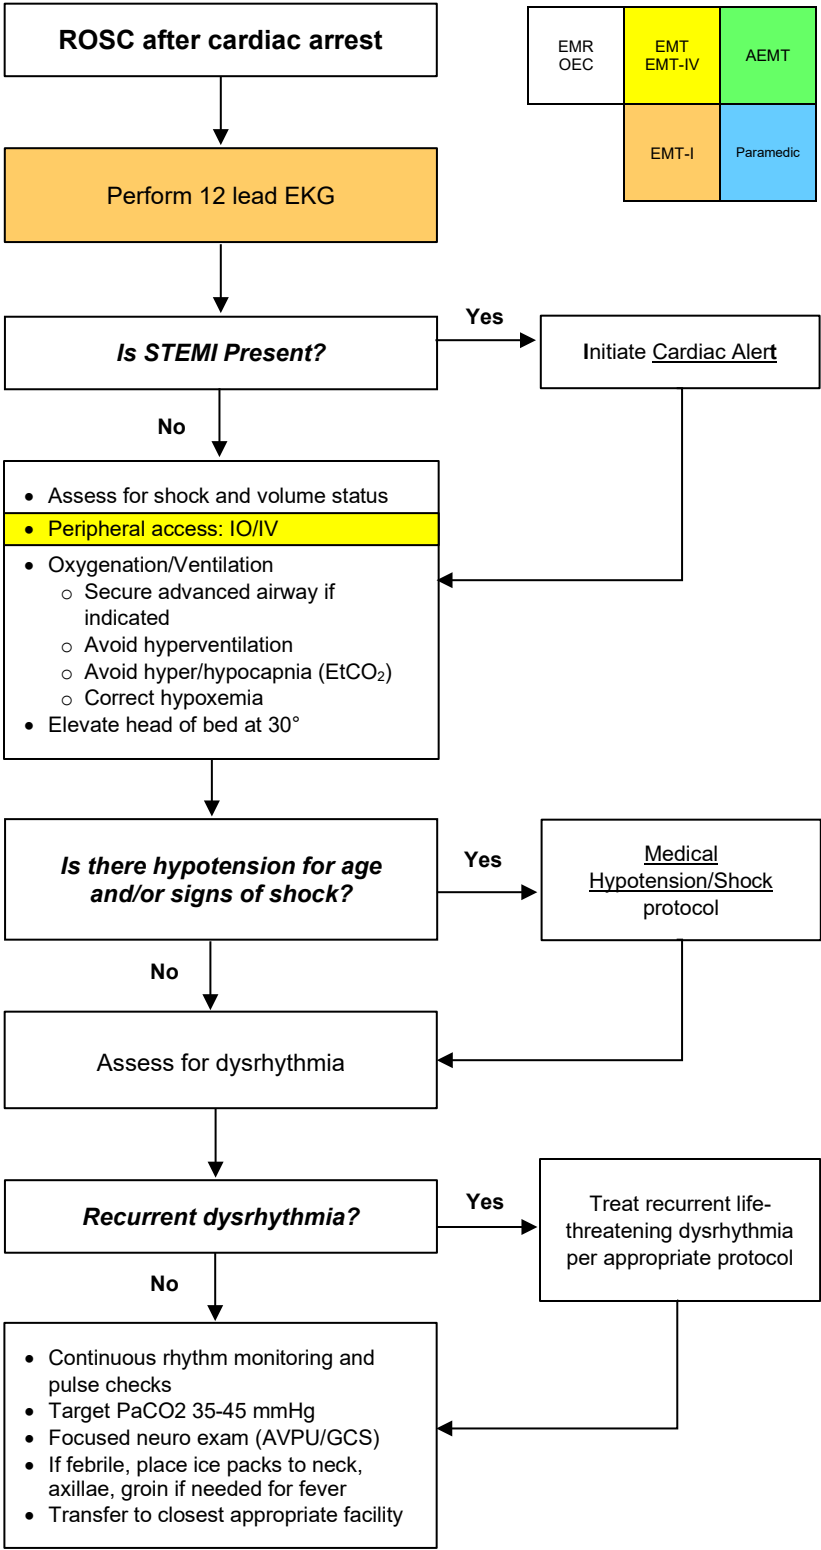 ROSC after cardiac arrest
EMR
OEC
EMT
EMT-IV
AEMT
EMT-I
Paramedic
Perform 12 lead EKG
Is STEMI Present?
Yes
Initiate Cardiac Alert
No
• Assess for shock and volume status
• Peripheral access: IO/IV
• Oxygenation/Ventilation
o Secure advanced airway if
indicated
o Avoid hyperventilation
o Avoid hyper/hypocapnia (EtCO₂)
o Correct hypoxemia
• Elevate head of bed at 30°
Is there hypotension for age
and/or signs of shock?
Yes
Medical
Hypotension/Shock
protocol
No
Assess for dysrhythmia
Recurrent dysrhythmia?
Yes
Treat recurrent life-
threatening dysrhythmia
per appropriate protocol
No
• Continuous rhythm monitoring and
pulse checks
• Target PaCO2 35-45 mmHg
• Focused neuro exam (AVPU/GCS)
• If febrile, place ice packs to neck,
axillae, groin if needed for fever
• Transfer to closest appropriate facility